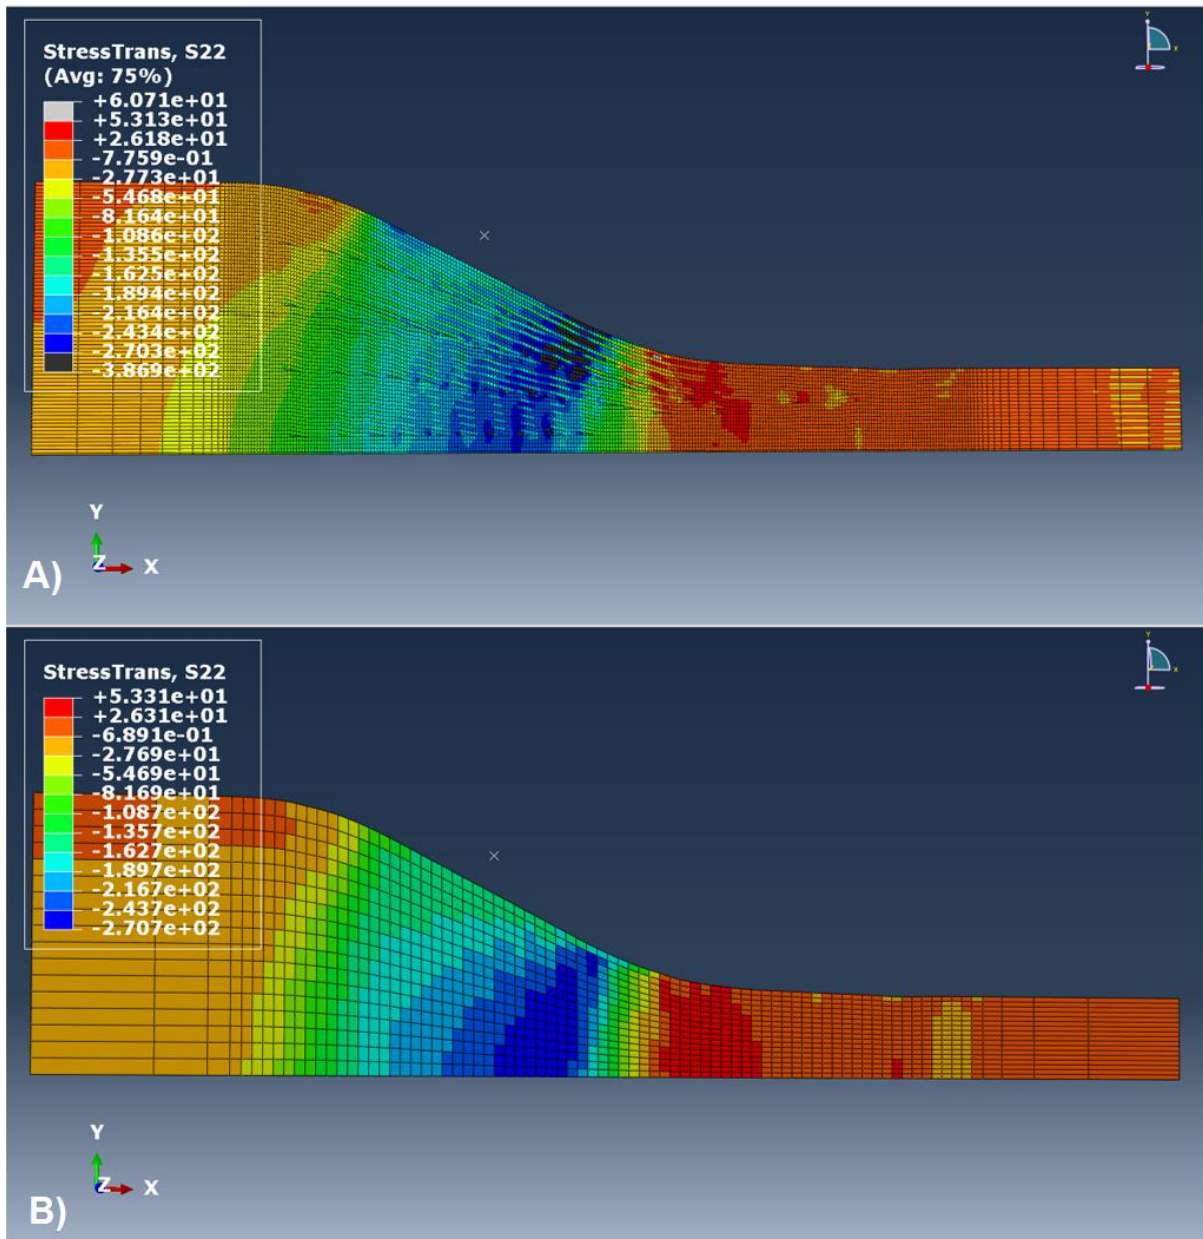 StressTrans, S22
(Avg: 75%)
+6.071e+01
+5.313e+01
+2.618e+01
-7.759e-01
-2.773e+01
-5.468e+01
-8.164e+01
-1.086e+02
-1.355e+02
-1.625e+02
-1.894e+02
-2.164e+02
-2.434e+02
-2.703e+02
-3.869e+02
Y
X
Y
Z X
A)
StressTrans, S22
+5.331e+01
+2.631e+01
-6.891e-01
-2.769e+01
-5.469e+01
-8.169e+01
-1.087e+02
-1.357e+02
-1.627e+02
-1.897e+02
-2.167e+02
-2.437e+02
-2.707e+02
Y
X
Y
Z X
B)